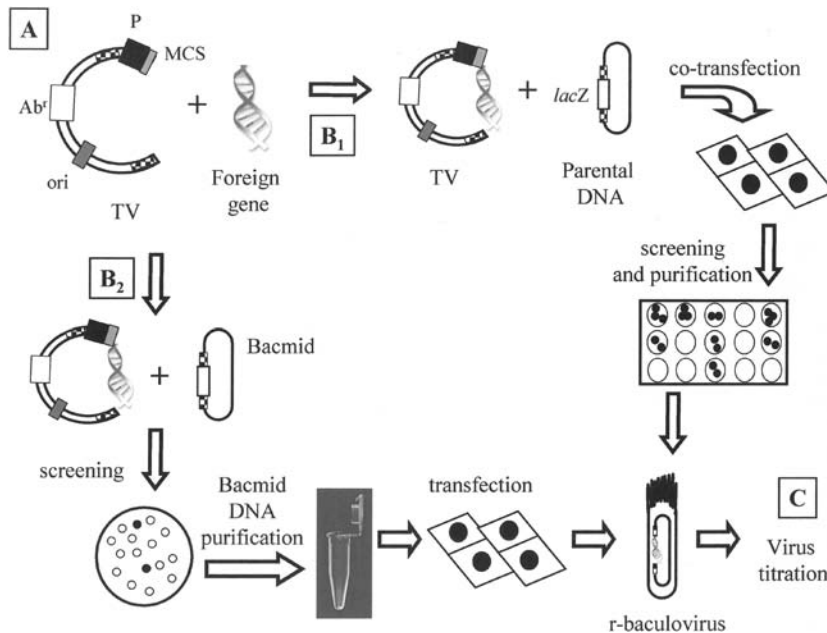 A
P
MCS
Abʳ
ori
TV
+
Foreign
gene
B₁
TV
+
lacZ
Parental
DNA
co-transfection
screening
and purification
B₂
+
Bacmid
screening
Bacmid
DNA
purification
transfection
r-baculovirus
C
Virus
titration